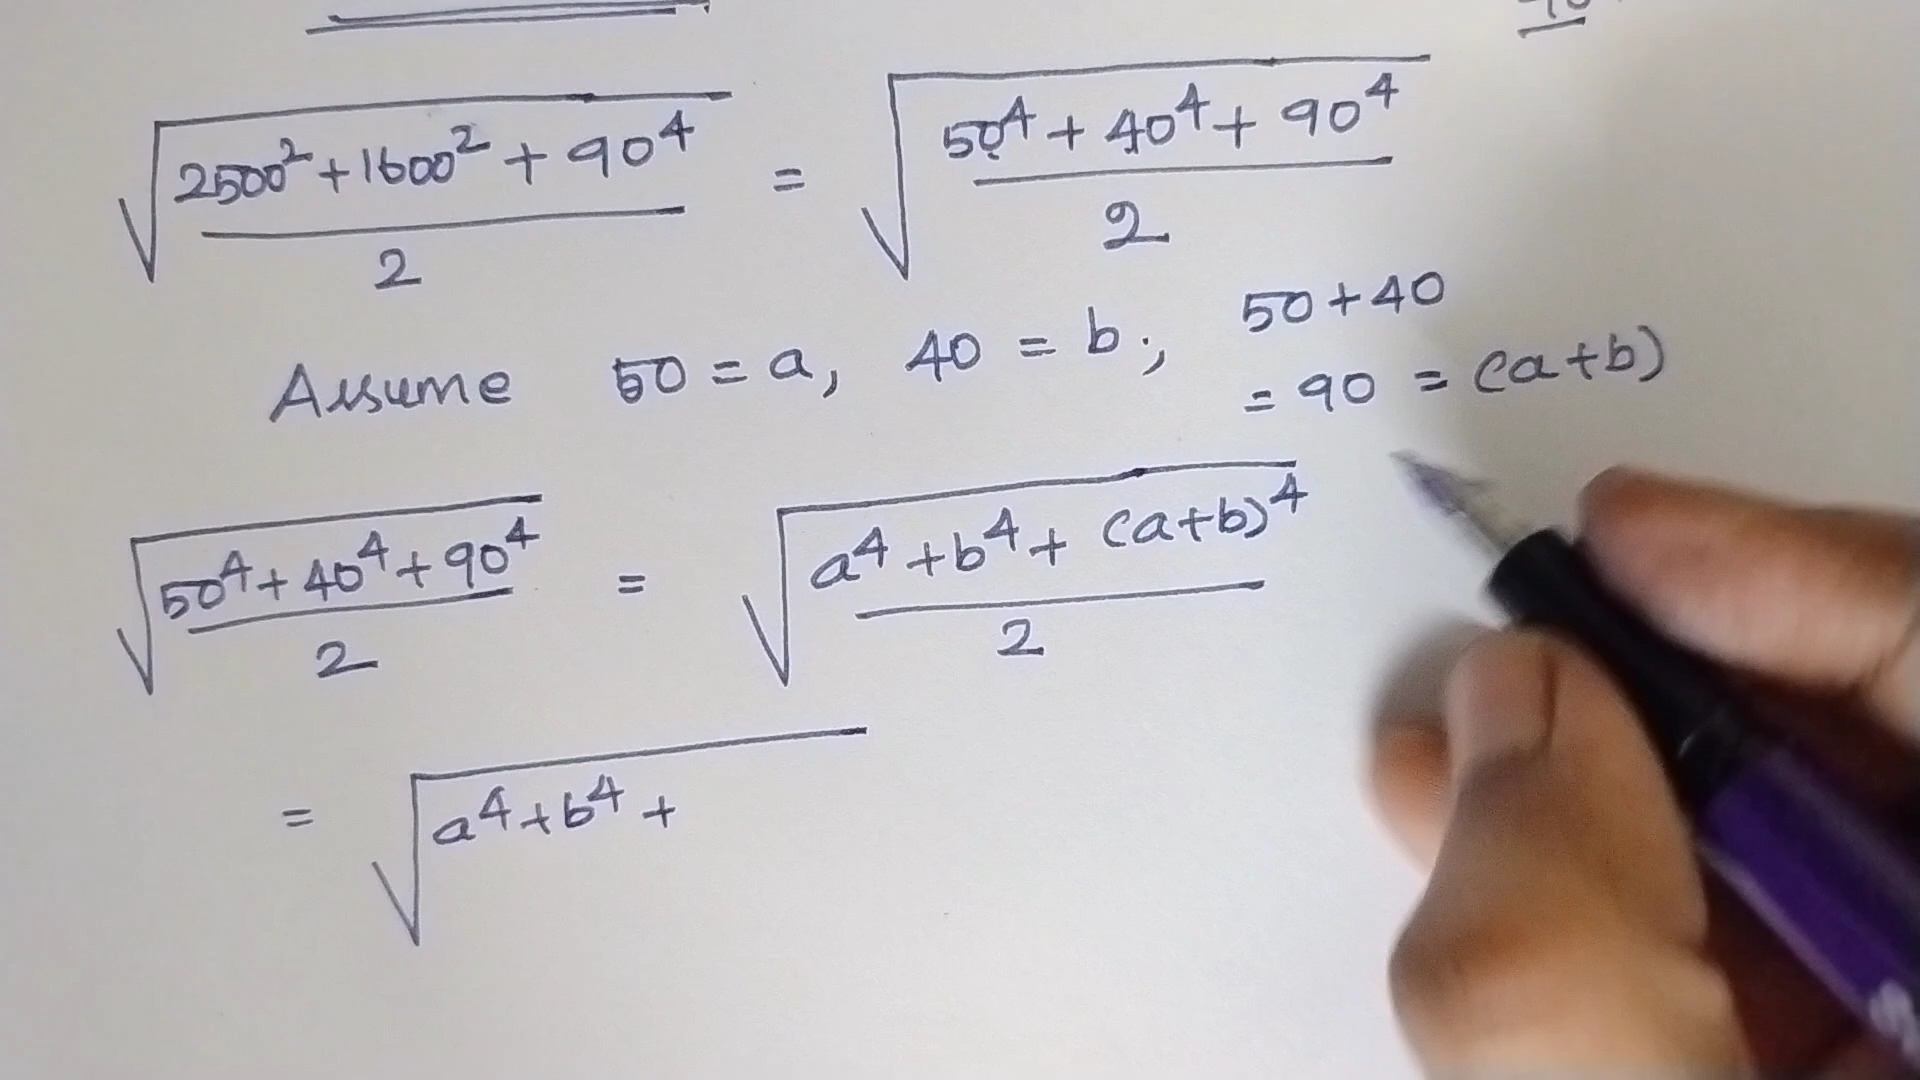 √((2500² + 1600² + 90⁴)/2) = √((50⁴ + 40⁴ + 90⁴)/2)
Assume 50 = a, 40 = b; 50 + 40
= 90 = (a+b)
√((50⁴ + 40⁴ + 90⁴)/2) = √((a⁴ + b⁴ + (a+b)⁴)/2)
= √(a⁴ + b⁴ +